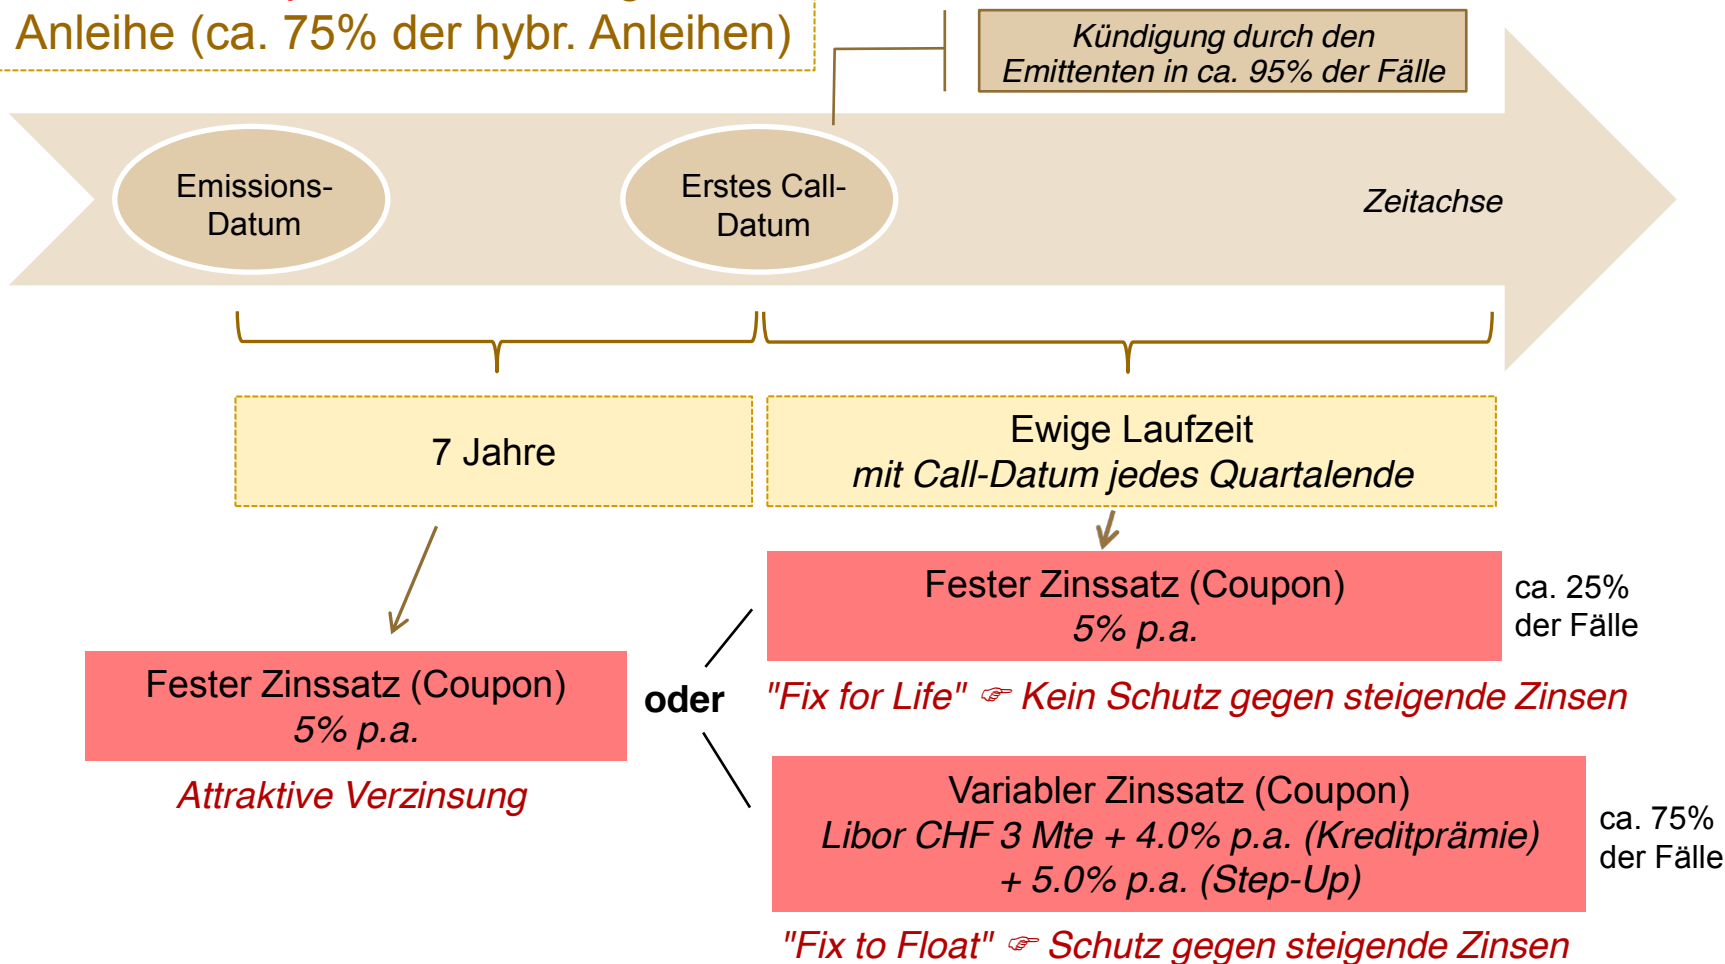 Anleihe (ca. 75% der hybr. Anleihen)
Kündigung durch den
Emittenten in ca. 95% der Fälle
Emissions-
Datum
Erstes Call-
Datum
Zeitachse
7 Jahre
Ewige Laufzeit
mit Call-Datum jedes Quartalende
Fester Zinssatz (Coupon)
5% p.a.
ca. 25%
der Fälle
Fester Zinssatz (Coupon)
5% p.a.
oder
"Fix for Life" ☞ Kein Schutz gegen steigende Zinsen
Attraktive Verzinsung
Variabler Zinssatz (Coupon)
Libor CHF 3 Mte + 4.0% p.a. (Kreditprämie)
+ 5.0% p.a. (Step-Up)
ca. 75%
der Fälle
"Fix to Float" ☞ Schutz gegen steigende Zinsen